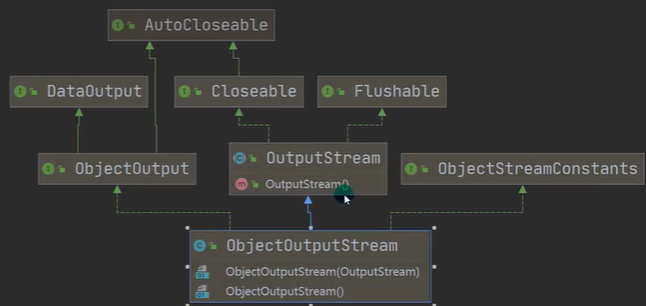 AutoCloseable
DataOutput
Closeable
Flushable
ObjectOutput
OutputStream
OutputStream()
ObjectStreamConstants
ObjectOutputStream
ObjectOutputStream(OutputStream)
ObjectOutputStream()